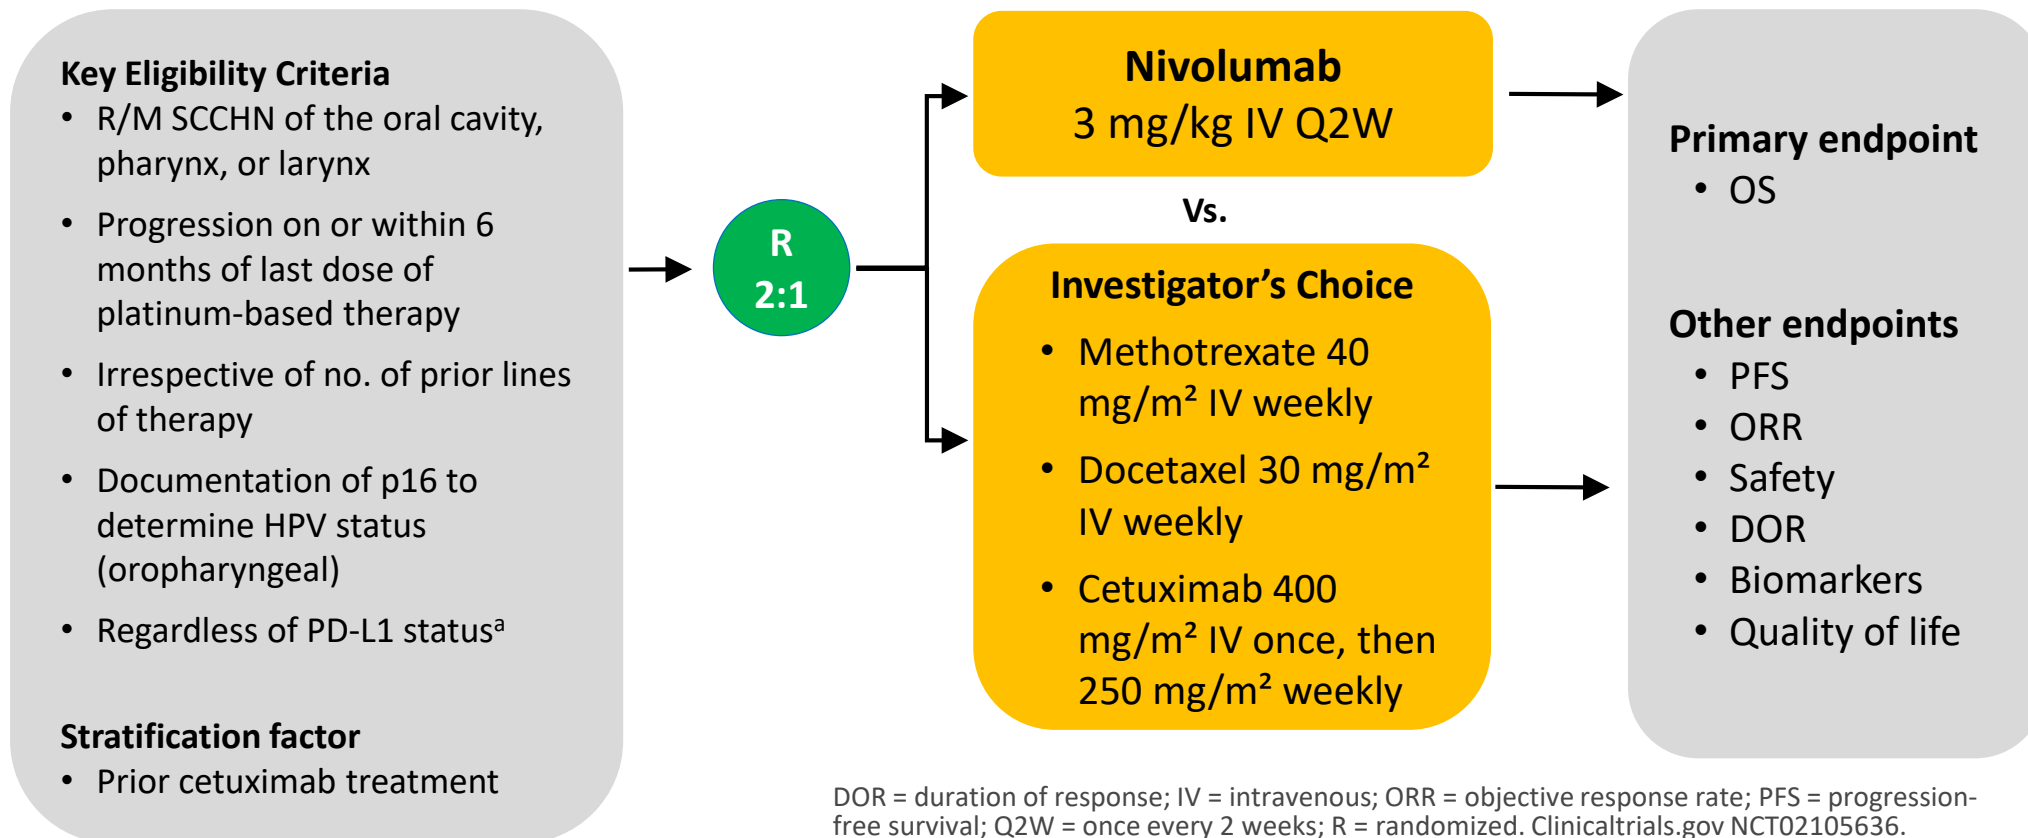 Key Eligibility Criteria
• R/M SCCHN of the oral cavity,
pharynx, or larynx
• Progression on or within 6
months of last dose of
platinum-based therapy
• Irrespective of no. of prior lines
of therapy
• Documentation of p16 to
determine HPV status
(oropharyngeal)
• Regardless of PD-L1 statusᵃ
Stratification factor
• Prior cetuximab treatment
R
2:1
Nivolumab
3 mg/kg IV Q2W
Vs.
Investigator’s Choice
• Methotrexate 40
mg/m² IV weekly
• Docetaxel 30 mg/m²
IV weekly
• Cetuximab 400
mg/m² IV once, then
250 mg/m² weekly
Primary endpoint
• OS
Other endpoints
• PFS
• ORR
• Safety
• DOR
• Biomarkers
• Quality of life
DOR = duration of response; IV = intravenous; ORR = objective response rate; PFS = progression-
free survival; Q2W = once every 2 weeks; R = randomized. Clinicaltrials.gov NCT02105636.